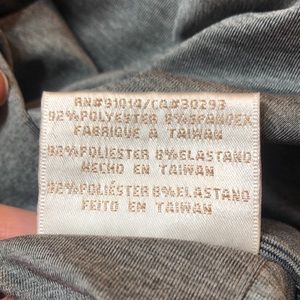 RN#91014/CA#30293
92%POLYESTER 8%SPANDEX
FABRIQUE A TAIWAN
92%POLIESTER 8%ELASTANO
HECHO EN TAIWAN
92%POLIÉSTER 8%ELASTANO
FEITO EN TAIWAN